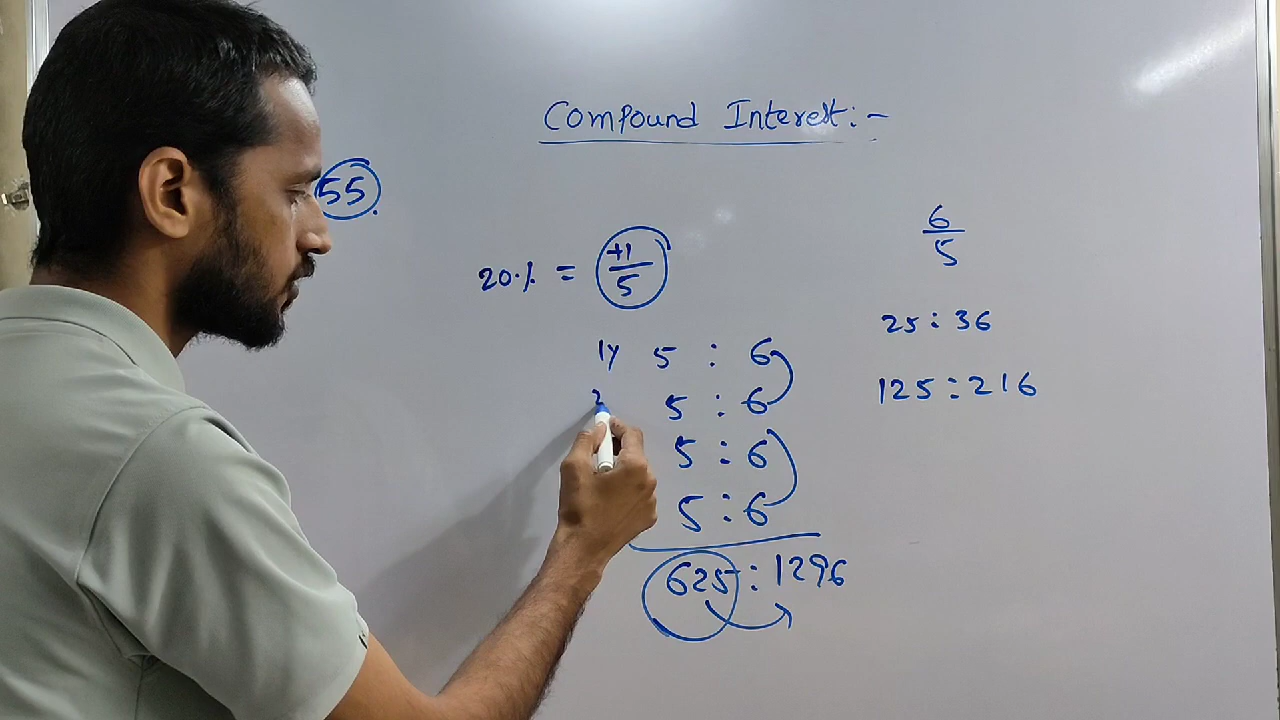 Compound Interest:-
55.
20% = +1/5
6/5
1y 5 : 6
2 5 : 6
5 : 6
5 : 6
625 : 1296
25 : 36
125 : 216